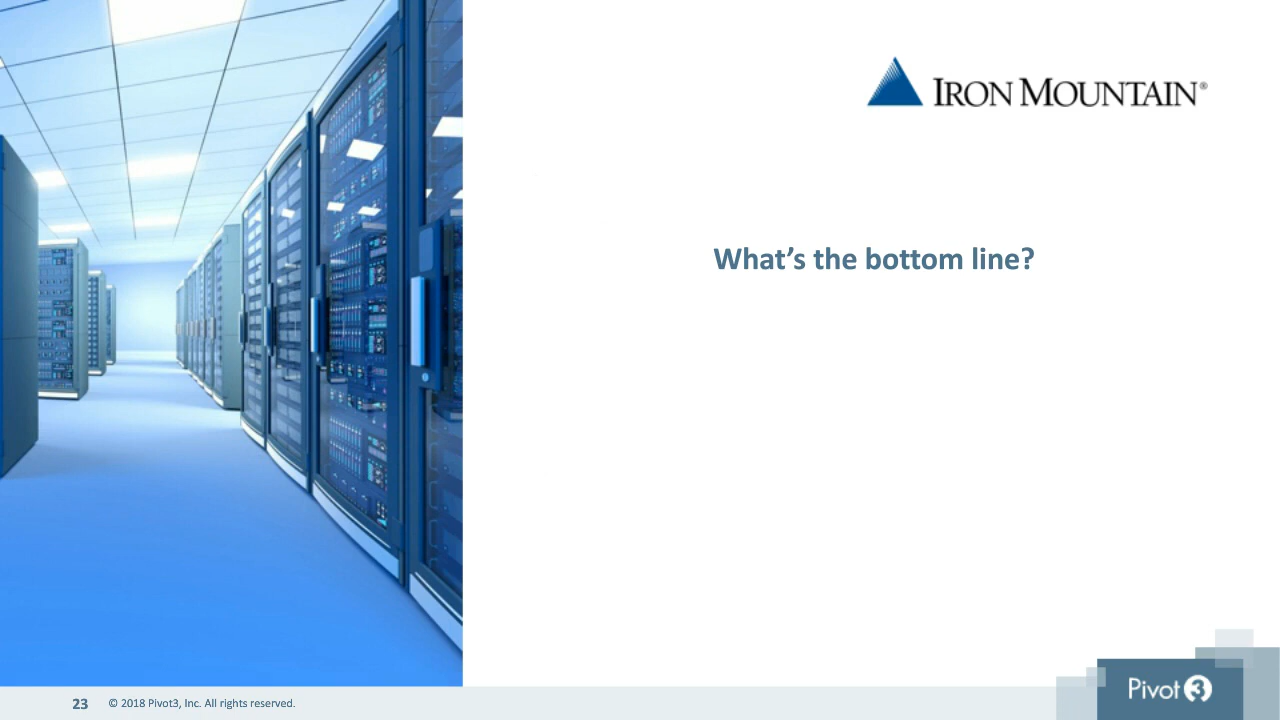 IRON MOUNTAIN®
What's the bottom line?
23 © 2018 Pivot3, Inc. All rights reserved.
Pivot3